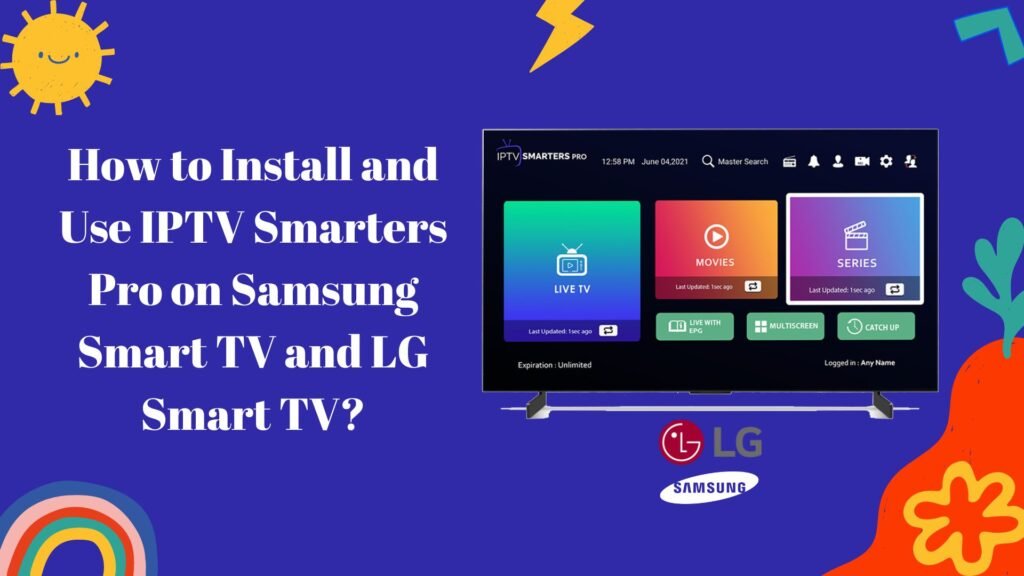 How to Install and
Use IPTV Smarters
Pro on Samsung
Smart TV and LG
Smart TV?
IPTV SMARTERS PRO
12:58 PM June 04,2021
Master Search
LIVE TV
Last Updated: 1sec ago
MOVIES
Last Updated: 1sec ago
SERIES
Last Updated: 1sec ago
LIVE WITH
EPG
MULTISCREEN
CATCH UP
Expiration : Unlimited
Logged in : Any Name
LG
LG
SAMSUNG